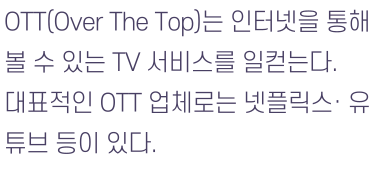 OTT(Over The Top)는 인터넷을 통해
볼 수 있는 TV 서비스를 일컫는다.
대표적인 OTT 업체로는 넷플릭스· 유
튜브 등이 있다.